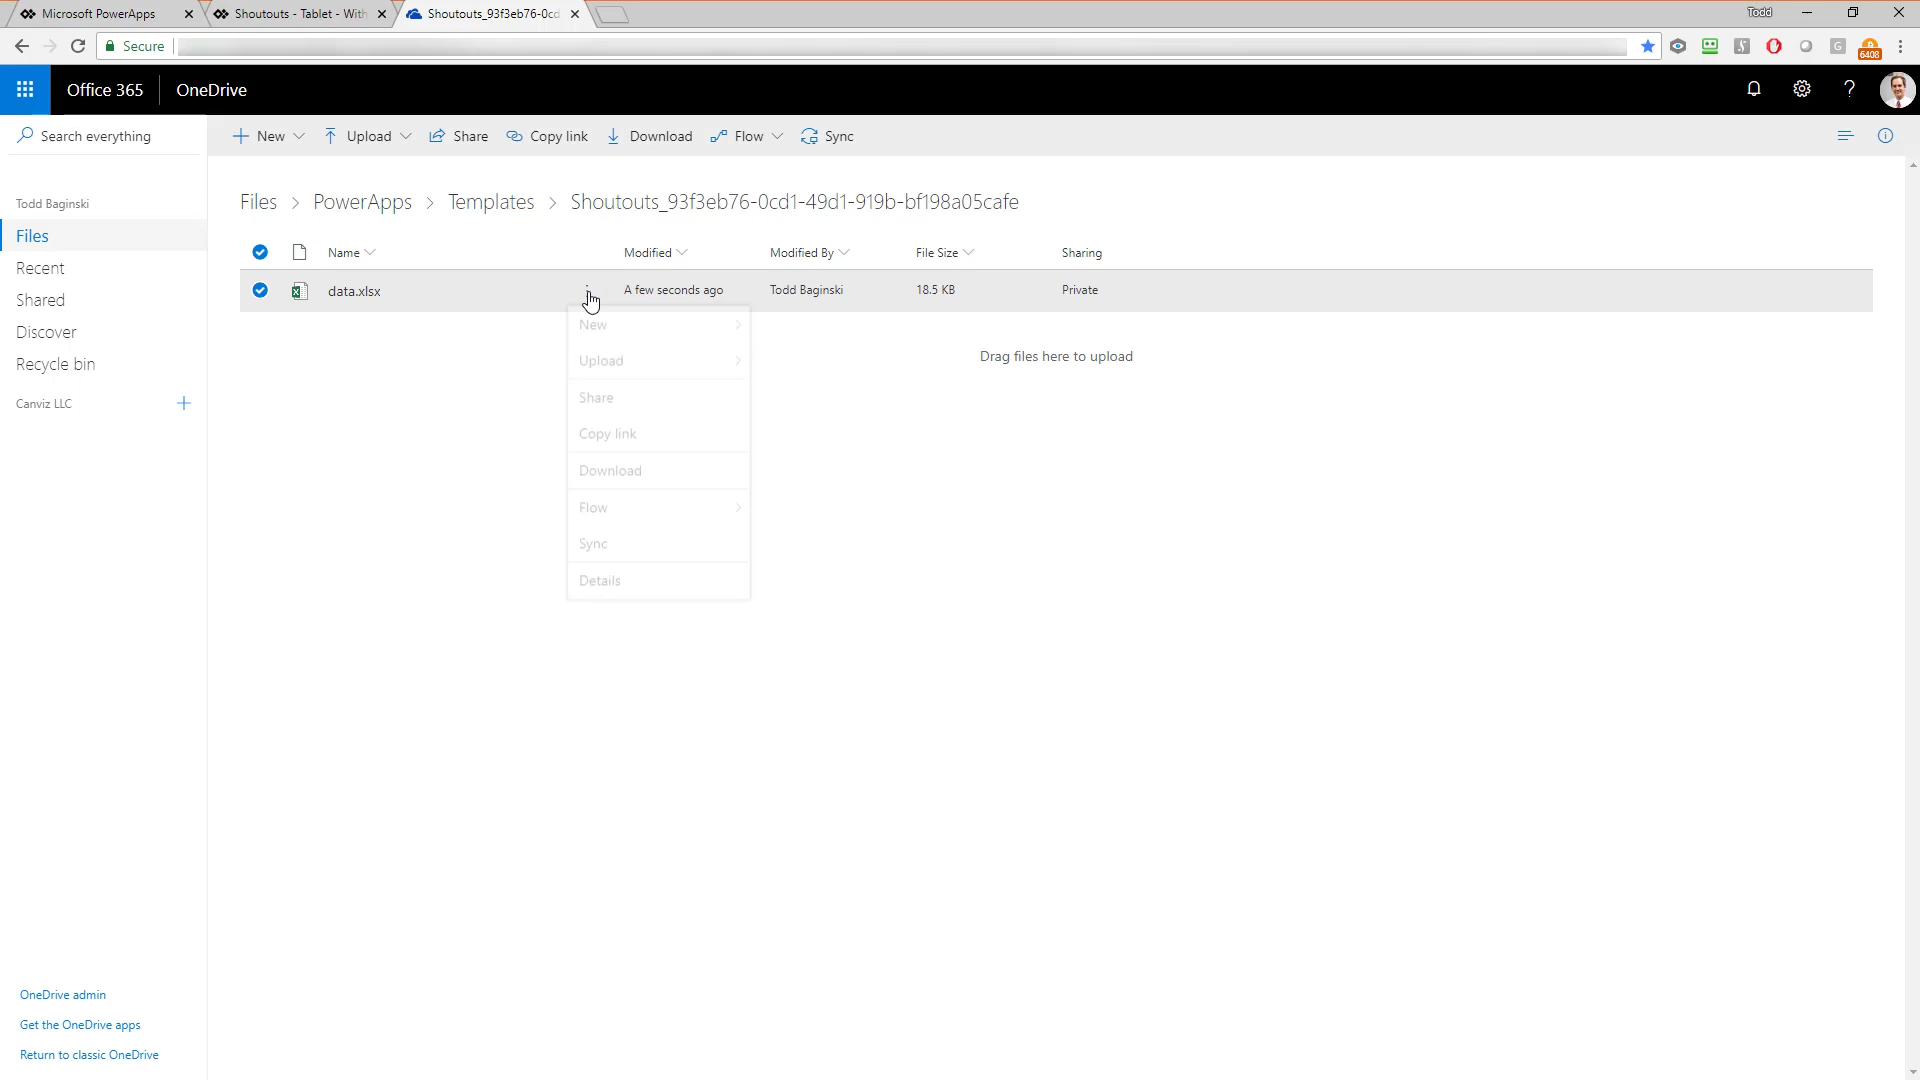 Microsoft PowerApps
Shoutouts - Tablet - With
Shoutouts_93f3eb76-0cd
Todd
Secure
6408
Office 365
OneDrive
Search everything
New
Upload
Share
Copy link
Download
Flow
Sync
Todd Baginski
Files
Recent
Shared
Discover
Recycle bin
Canviz LLC
Files > PowerApps > Templates > Shoutouts_93f3eb76-0cd1-49d1-919b-bf198a05cafe
Name Modified Modified By File Size Sharing
data.xlsx A few seconds ago Todd Baginski 18.5 KB Private
Drag files here to upload
New
Upload
Share
Copy link
Download
Flow
Sync
Details
OneDrive admin
Get the OneDrive apps
Return to classic OneDrive